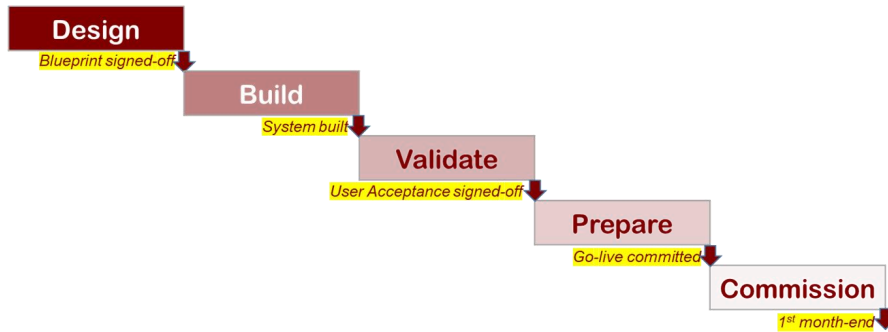 Design
Blueprint signed-off
Build
System built
Validate
User Acceptance signed-off
Prepare
Go-live committed
Commission
1st month-end